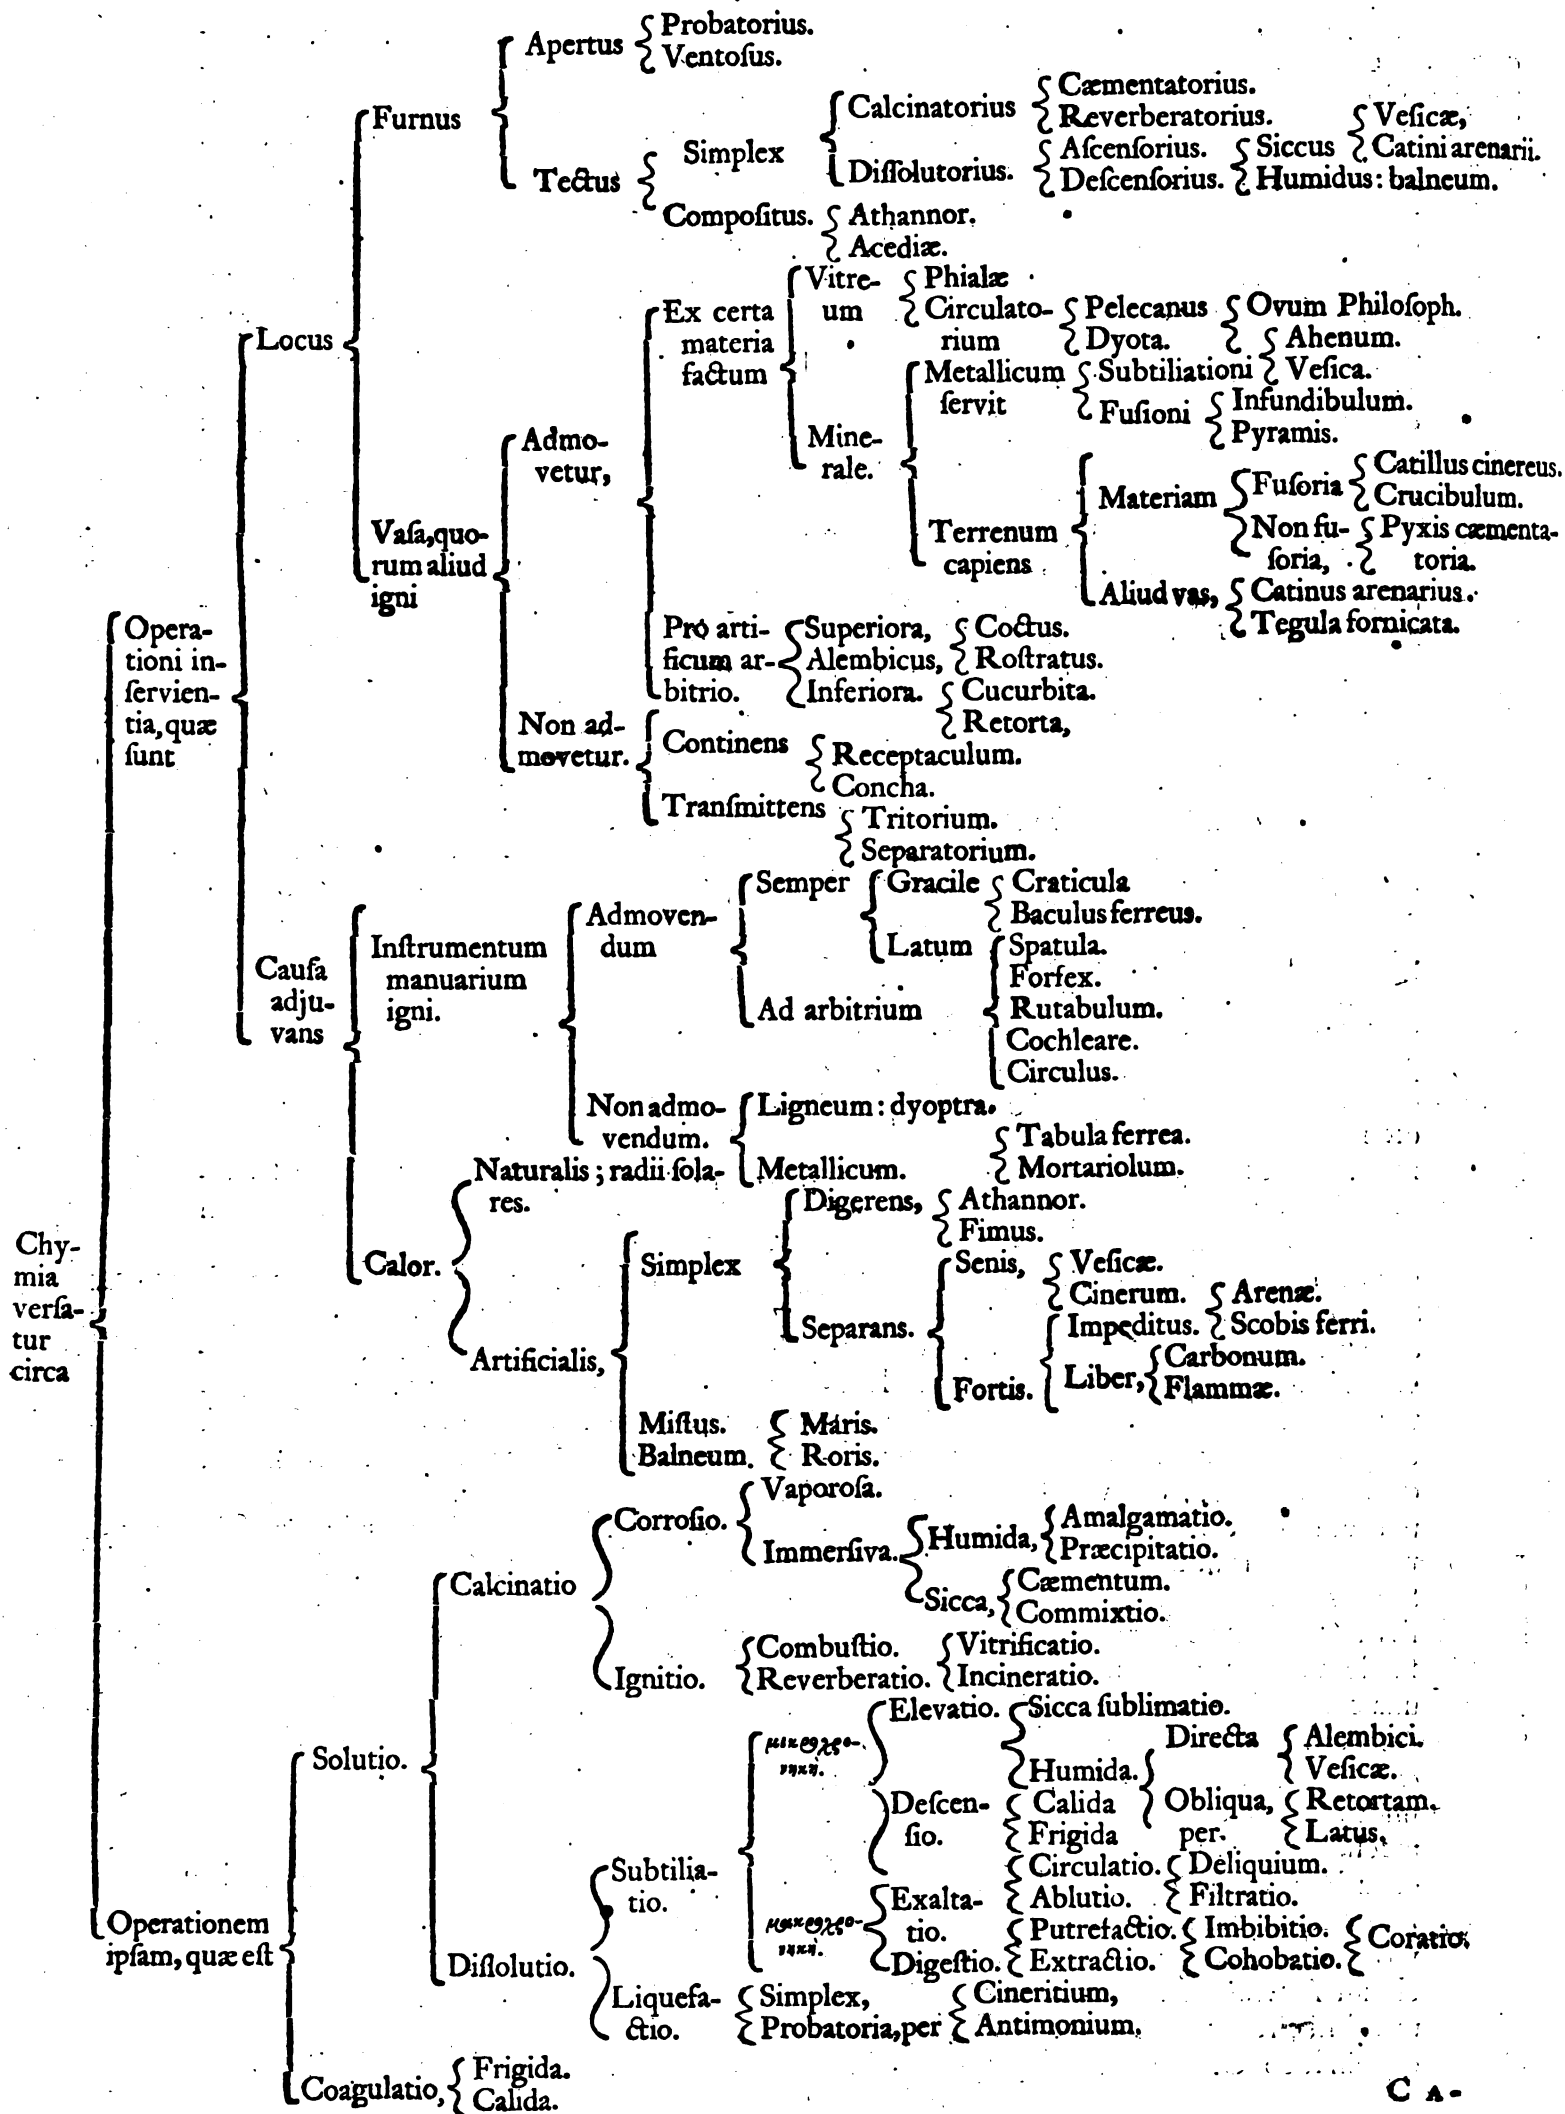 Apertus
Probatorius.
Ventoſus.
Furnus
Tectus
Simplex
Calcinatorius
Cæmentatorius.
Reverberatorius.
Diſſolutorius.
Aſcenſorius.
Deſcenſorius.
Siccus
Veſicæ,
Catini arenarii.
Humidus: balneum.
Compoſitus.
Athannor.
Acediæ.
Locus
Vaſa, quo-
rum aliud
igni
Admo-
vetur,
Ex certa
materia
factum
Vitre-
um
Phialæ
Circulato-
rium
Pelecanus
Dyota.
Ovum Philoſoph.
Ahenum.
Veſica.
Metallicum
ſervit
Subtiliationi
Fuſioni
Infundibulum.
Pyramis.
Mine-
rale.
Terrenum
capiens
Materiam
Fuſoria
Catillus cinereus.
Crucibulum.
Non fu-
ſoria,
Pyxis cæmenta-
toria.
Aliud vas,
Catinus arenarius.
Tegula fornicata.
Pro arti-
ficum ar-
bitrio.
Superiora,
Alembicus,
Inferiora.
Coctus.
Roſtratus.
Cucurbita.
Retorta,
Non ad-
movetur.
Continens
Receptaculum.
Concha.
Tranſmittens
Tritorium.
Separatorium.
Opera-
tioni in-
ſervien-
tia, quæ
ſunt
Cauſa
adju-
vans
Inſtrumentum
manuarium
igni.
Admoven-
dum
Semper
Gracile
Craticula
Baculus ferreus.
Latum
Spatula.
Forfex.
Ad arbitrium
Rutabulum.
Cochleare.
Circulus.
Non admo-
vendum.
Ligneum: dyoptra.
Metallicum.
Tabula ferrea.
Mortariolum.
Calor.
Naturalis; radii ſola-
res.
Artificialis,
Simplex
Digerens,
Athannor.
Fimus.
Separans.
Senis,
Veſicæ.
Cinerum.
Fortis.
Impeditus.
Arenæ.
Scobis ferri.
Liber,
Carbonum.
Flammæ.
Miſtus.
Balneum.
Maris.
Roris.
Chy-
mia
verſa-
tur
circa
Operationem
ipſam, quæ eſt
Solutio.
Calcinatio
Corroſio.
Vaporoſa.
Immerſiva.
Humida,
Amalgamatio.
Præcipitatio.
Sicca,
Cæmentum.
Commixtio.
Ignitio.
Combuſtio.
Reverberatio.
Vitrificatio.
Incineratio.
Diſſolutio.
Subtilia-
tio.
Elevatio.
Sicca ſublimatio.
Humida.
Directa
Alembici.
Veſicæ.
Obliqua,
per.
Retortam.
Latus.
Deſcen-
ſio.
Calida
Frigida
Deliquium.
Filtratio.
Exalta-
tio.
Circulatio.
Ablutio.
Digeſtio.
Putrefactio.
Extractio.
Imbibitio.
Cohobatio.
Coratio.
Liquefa-
ctio.
Simplex,
Probatoria, per
Cineritium,
Antimonium.
Coagulatio,
Frigida.
Calida.
C A-